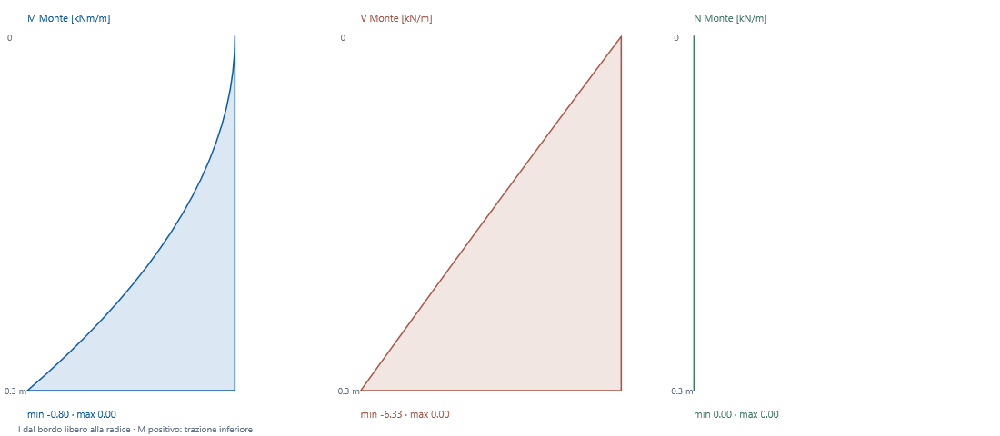 M Monte [kNm/m]
V Monte [kN/m]
N Monte [kN/m]
0
0
0
0.3 m
0.3 m
0.3 m
min -0.80 · max 0.00
min -6.33 · max 0.00
min 0.00 · max 0.00
I dal bordo libero alla radice · M positivo: trazione inferiore